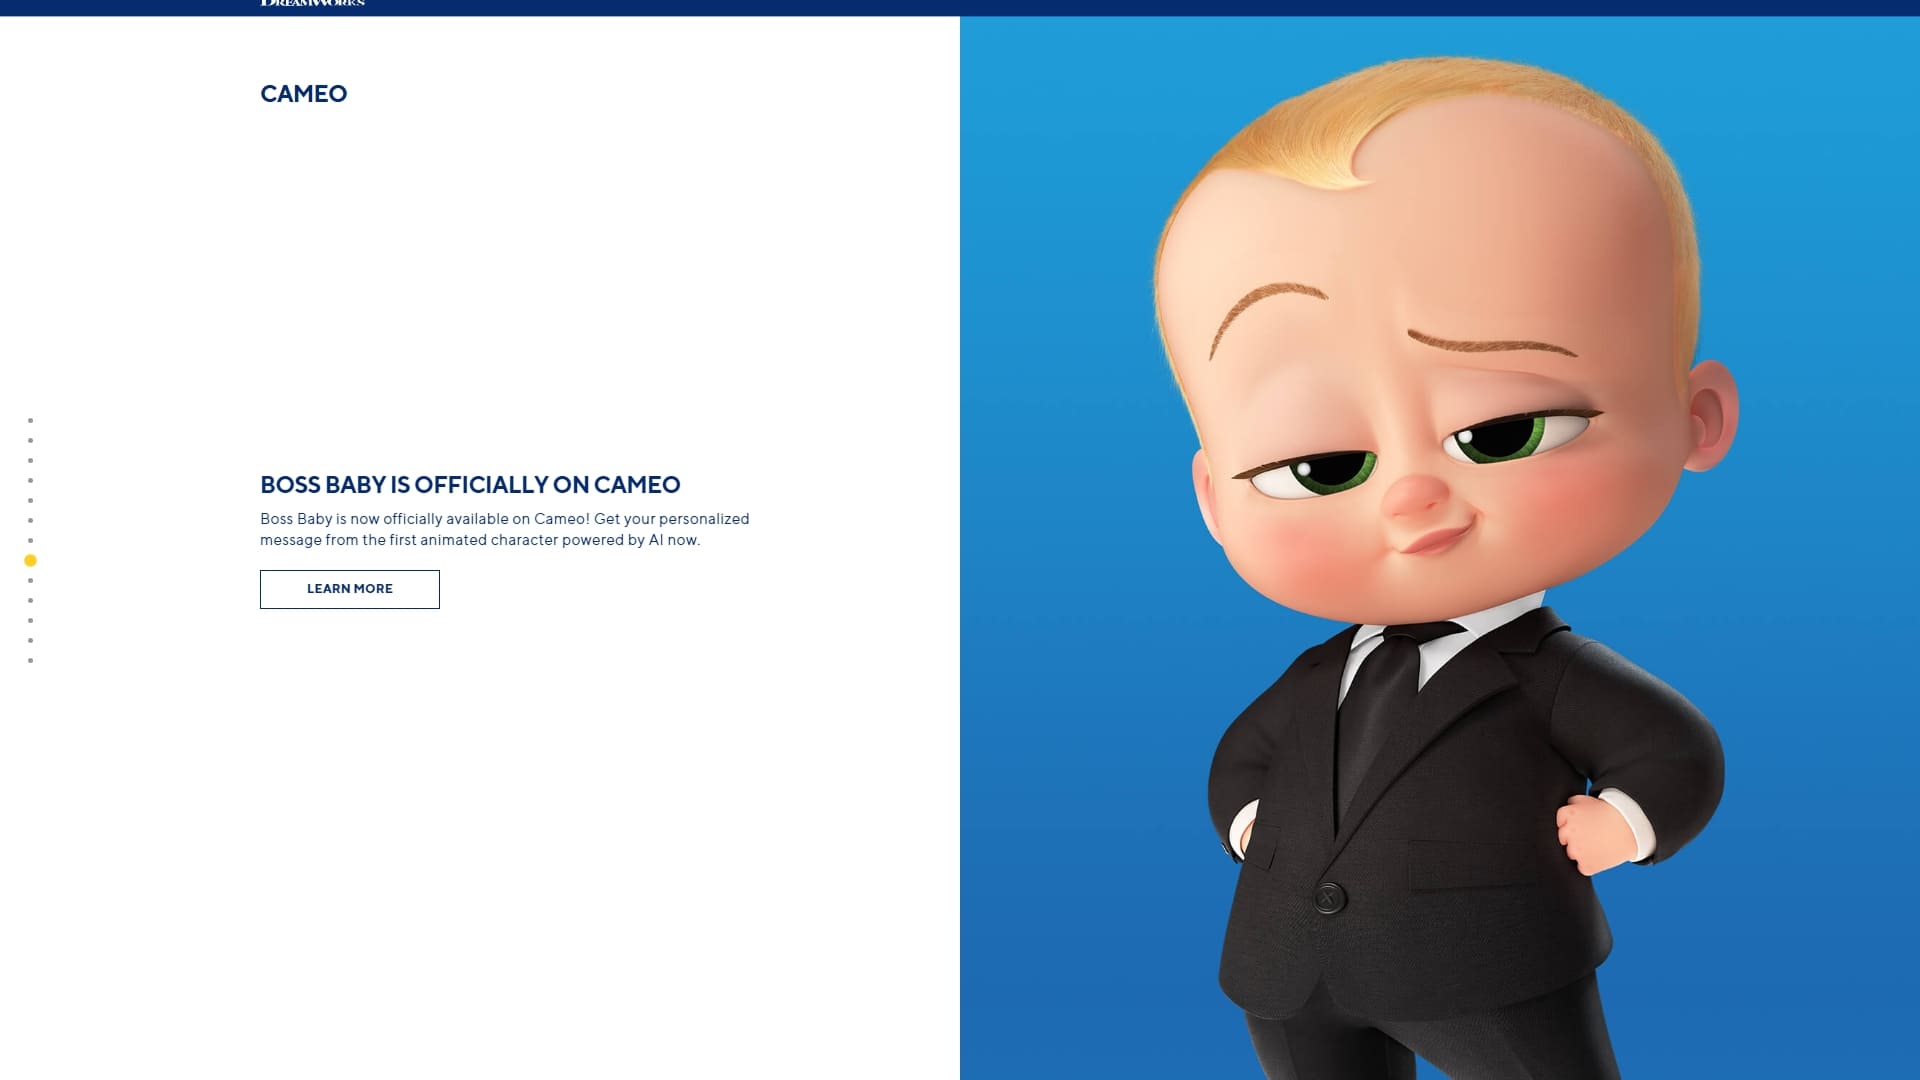 DREAMWORKS
CAMEO
BOSS BABY IS OFFICIALLY ON CAMEO
Boss Baby is now officially available on Cameo! Get your personalized
message from the first animated character powered by AI now.
LEARN MORE